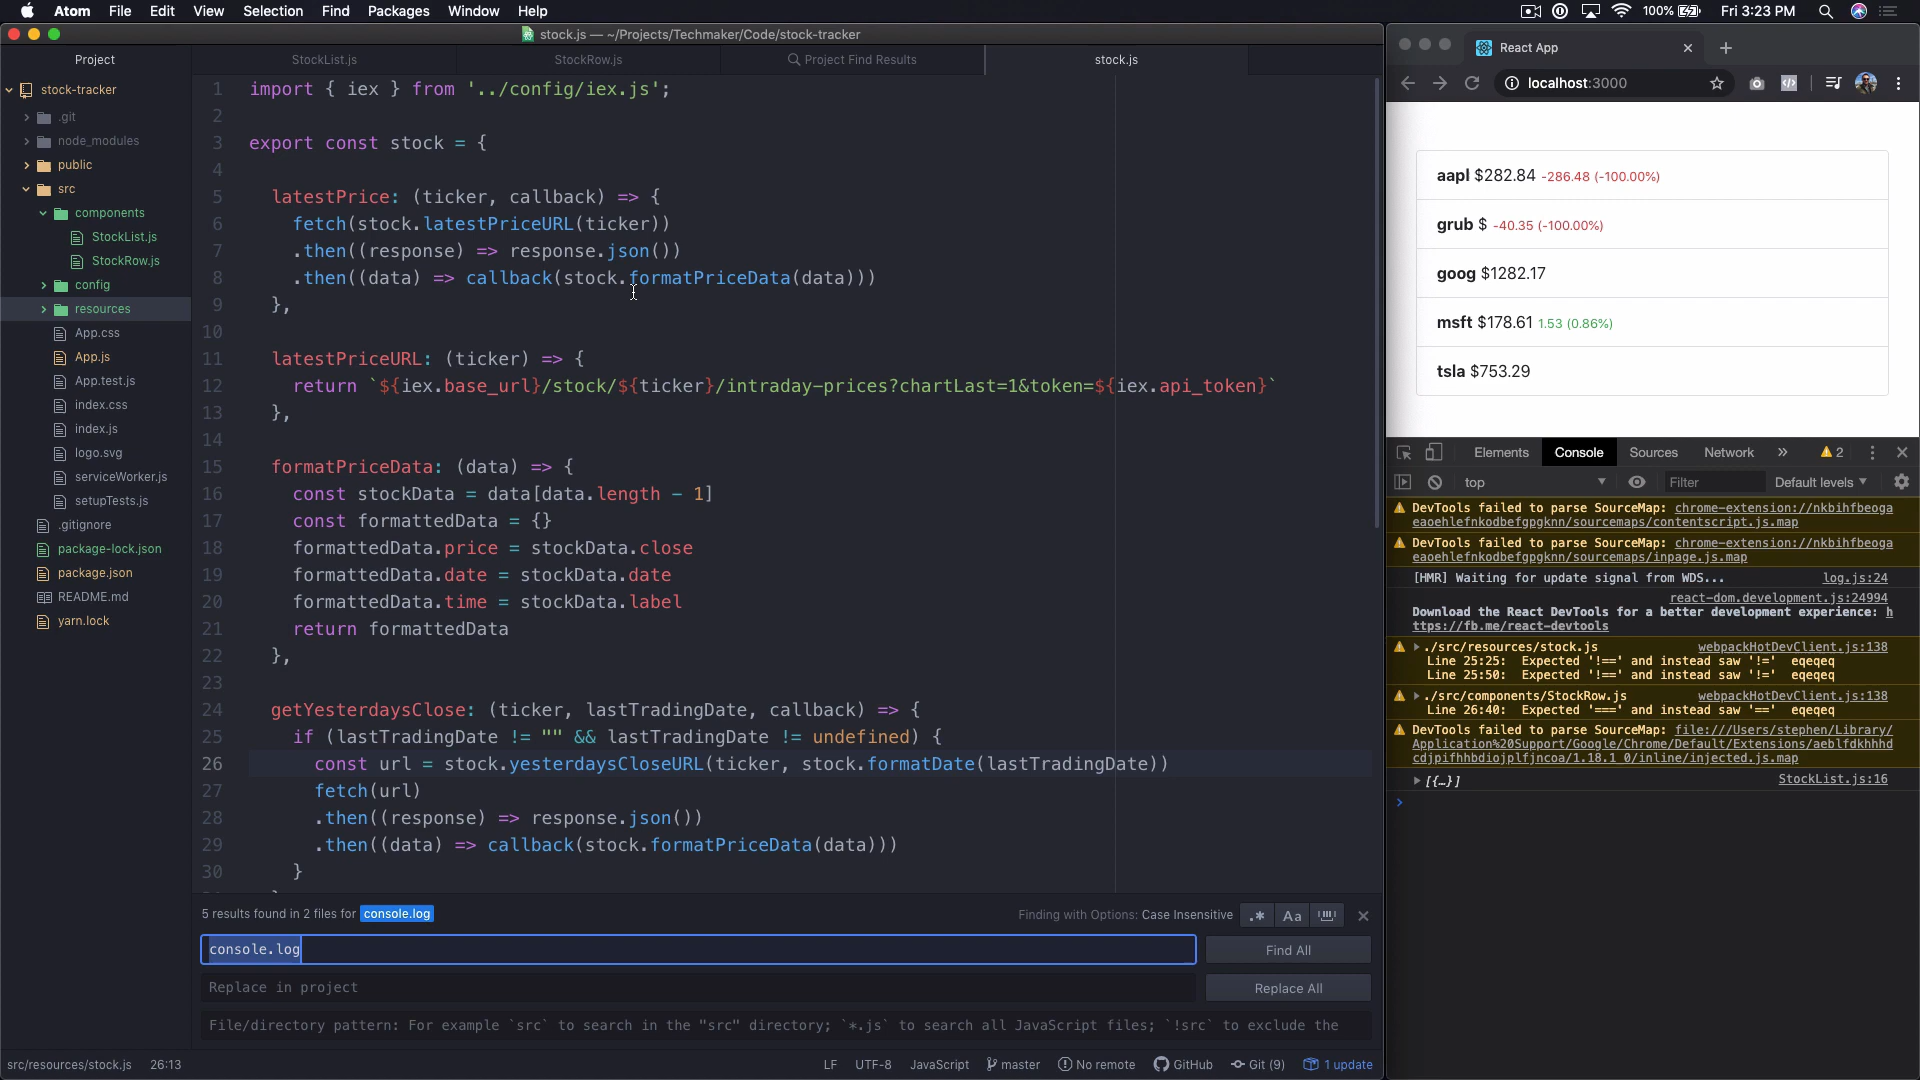 Atom File Edit View Selection Find Packages Window Help
100% Fri 3:23 PM
stock.js — ~/Projects/Techmaker/Code/stock-tracker
Project
stock-tracker
.git
node_modules
public
src
components
StockList.js
StockRow.js
config
resources
App.css
App.js
App.test.js
index.css
index.js
logo.svg
serviceWorker.js
setupTests.js
.gitignore
package-lock.json
package.json
README.md
yarn.lock
StockList.js StockRow.js Project Find Results stock.js
1 import { iex } from '../config/iex.js';
2
3 export const stock = {
4
5 latestPrice: (ticker, callback) => {
6 fetch(stock.latestPriceURL(ticker))
7 .then((response) => response.json())
8 .then((data) => callback(stock.formatPriceData(data)))
9 },
10
11 latestPriceURL: (ticker) => {
12 return `${iex.base_url}/stock/${ticker}/intraday-prices?chartLast=1&token=${iex.api_token}`
13 },
14
15 formatPriceData: (data) => {
16 const stockData = data[data.length - 1]
17 const formattedData = {}
18 formattedData.price = stockData.close
19 formattedData.date = stockData.date
20 formattedData.time = stockData.label
21 return formattedData
22 },
23
24 getYesterdaysClose: (ticker, lastTradingDate, callback) => {
25 if (lastTradingDate != "" && lastTradingDate != undefined) {
26 const url = stock.yesterdaysCloseURL(ticker, stock.formatDate(lastTradingDate))
27 fetch(url)
28 .then((response) => response.json())
29 .then((data) => callback(stock.formatPriceData(data)))
30 }
5 results found in 2 files for console.log
Finding with Options: Case Insensitive
.* Aa
console.log
Find All
Replace in project
Replace All
File/directory pattern: For example `src` to search in the "src" directory; `*.js` to search all JavaScript files; `!src` to exclude the
src/resources/stock.js 26:13
LF UTF-8 JavaScript master No remote GitHub Git (9) 1 update
React App
localhost:3000
aapl $282.84 -286.48 (-100.00%)
grub $ -40.35 (-100.00%)
goog $1282.17
msft $178.61 1.53 (0.86%)
tsla $753.29
Elements Console Sources Network » 2
top Filter Default levels
DevTools failed to parse SourceMap: chrome-extension://nkbihfbeoga
eaoehlefnkodbefgpgknn/sourcemaps/contentscript.js.map
DevTools failed to parse SourceMap: chrome-extension://nkbihfbeoga
eaoehlefnkodbefgpgknn/sourcemaps/inpage.js.map
[HMR] Waiting for update signal from WDS... log.js:24
react-dom.development.js:24994
Download the React DevTools for a better development experience: h
ttps://fb.me/react-devtools
./src/resources/stock.js webpackHotDevClient.js:138
Line 25:25: Expected '!==' and instead saw '!=' eqeqeq
Line 25:50: Expected '!==' and instead saw '!=' eqeqeq
./src/components/StockRow.js webpackHotDevClient.js:138
Line 26:40: Expected '===' and instead saw '==' eqeqeq
DevTools failed to parse SourceMap: file:///Users/stephen/Library/
Application%20Support/Google/Chrome/Default/Extensions/aeblfdkhhhd
cdjpifhhbdiojplfjncoa/1.18.1_0/inline/injected.js.map
[{…}] StockList.js:16